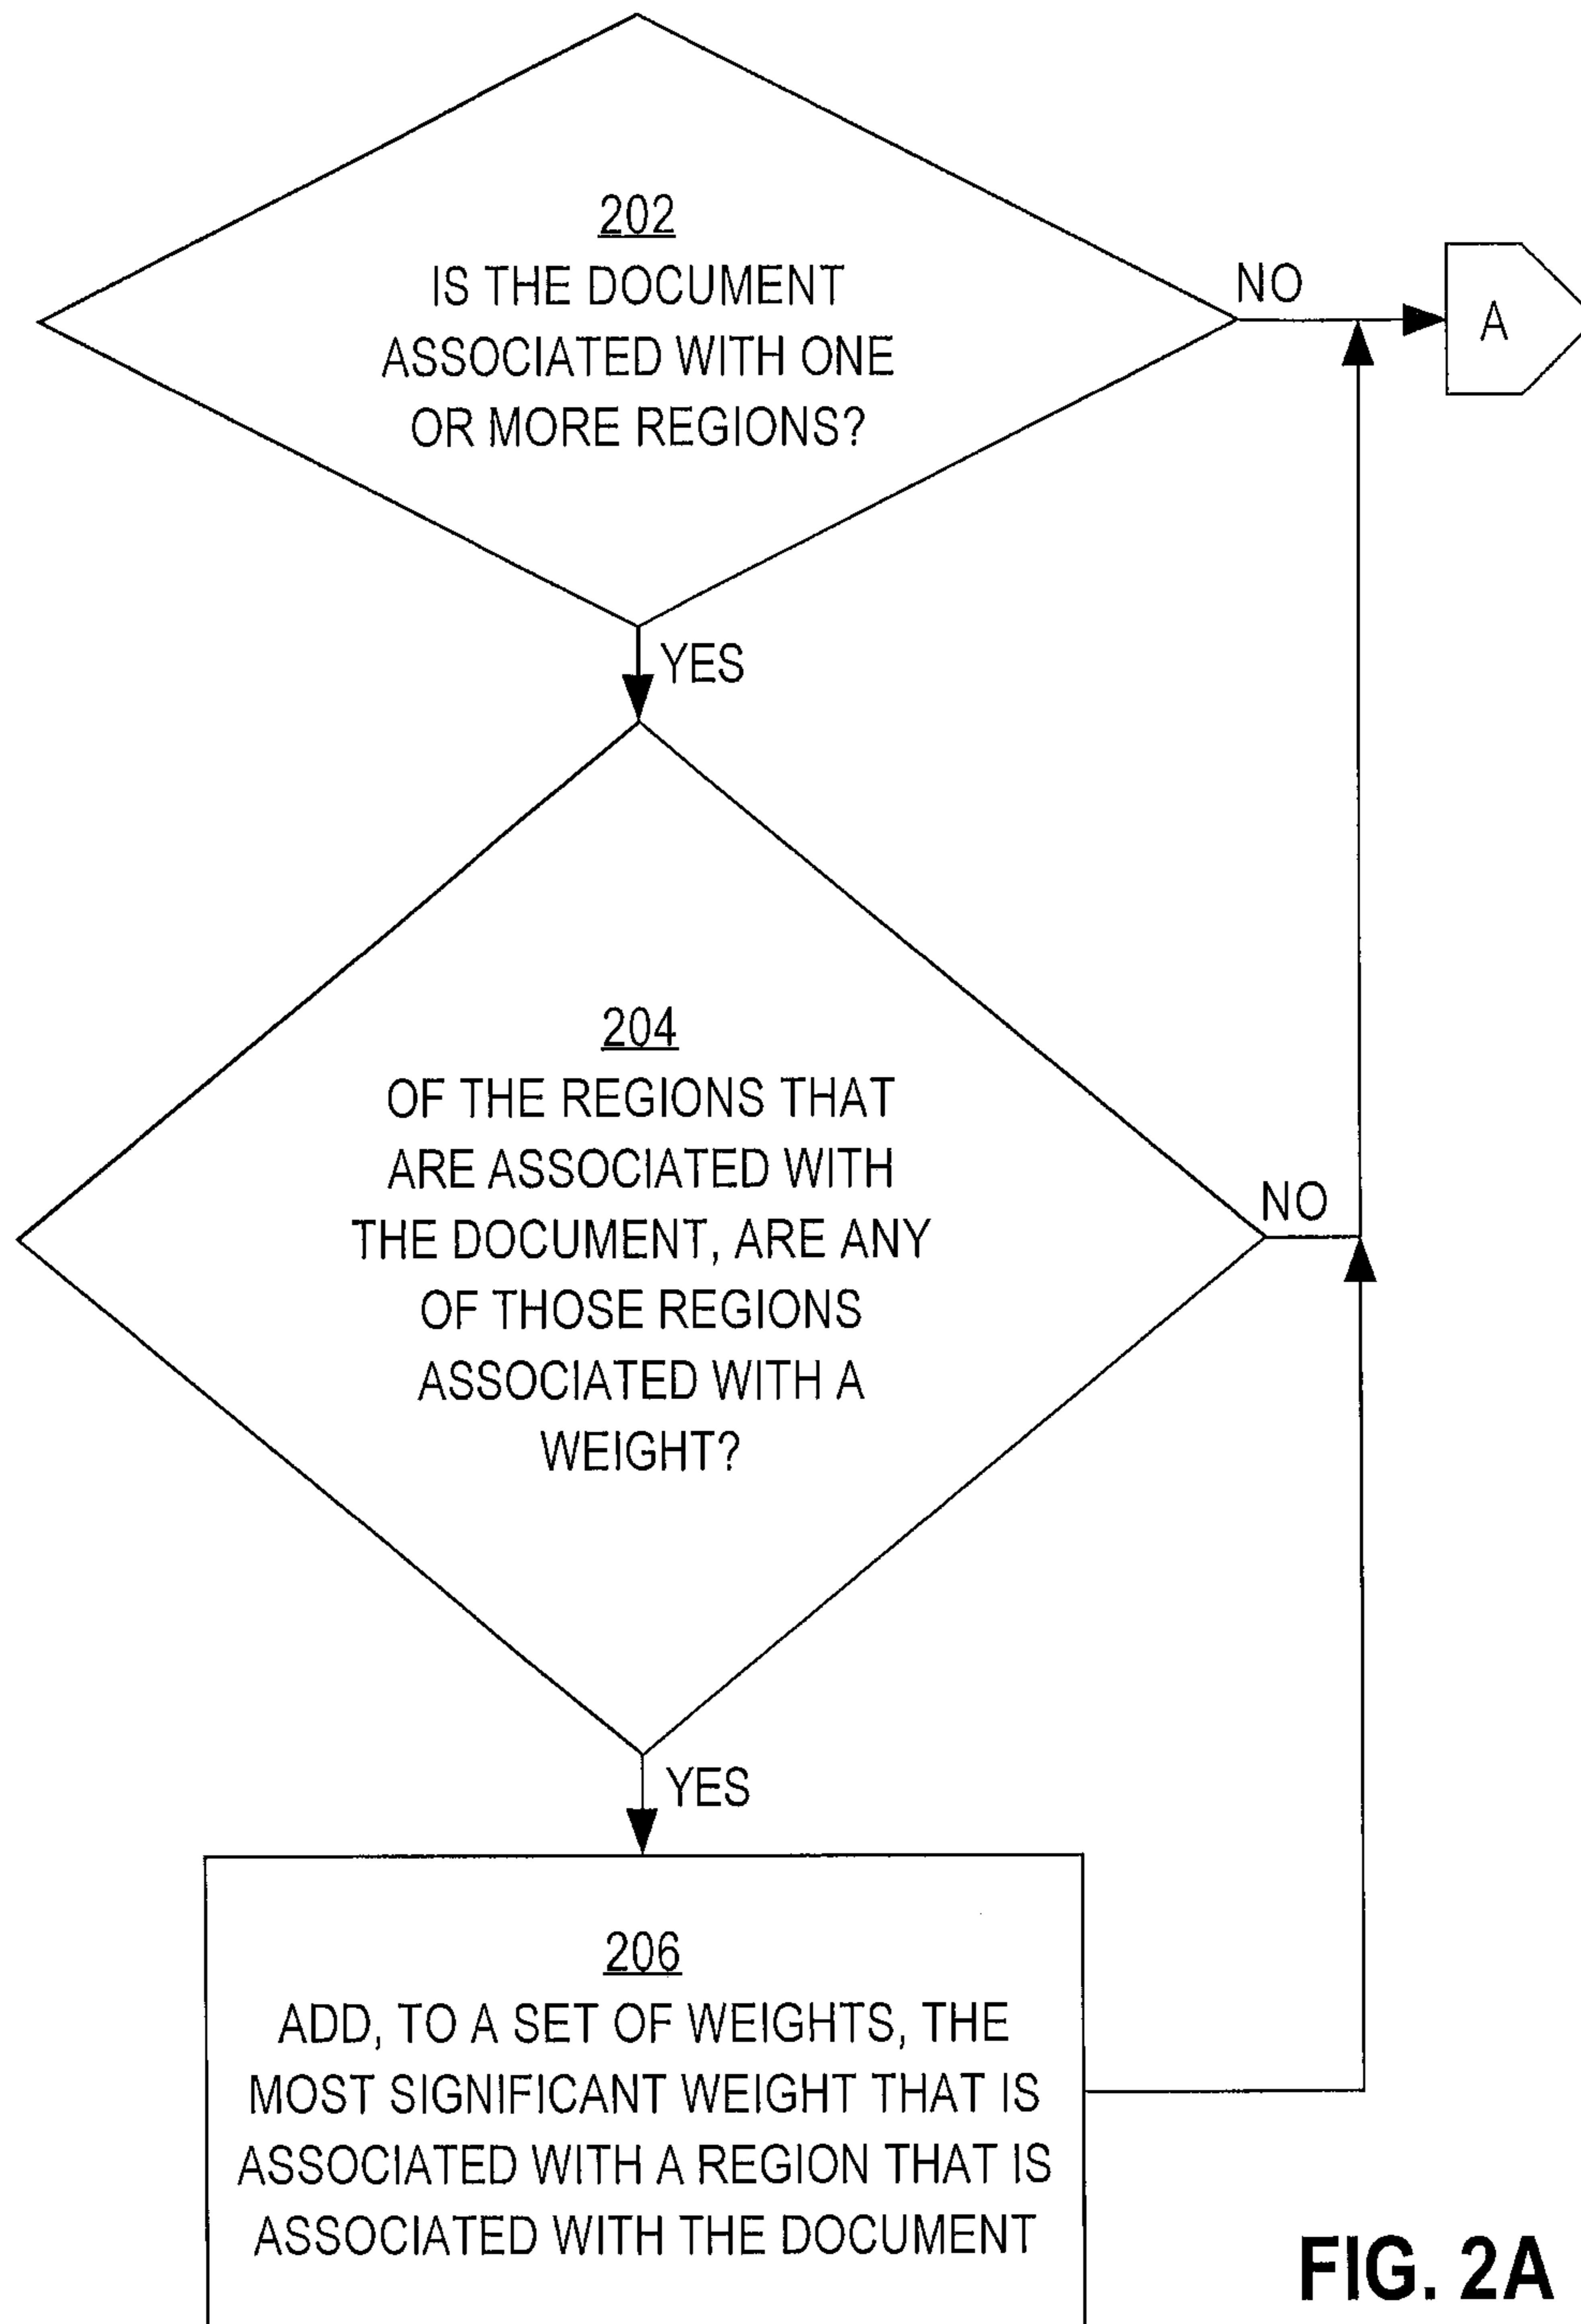 202
IS THE DOCUMENT
ASSOCIATED WITH ONE
OR MORE REGIONS?
NO
A
YES
204
OF THE REGIONS THAT
ARE ASSOCIATED WITH
THE DOCUMENT, ARE ANY
OF THOSE REGIONS
ASSOCIATED WITH A
WEIGHT?
NO
YES
206
ADD, TO A SET OF WEIGHTS, THE
MOST SIGNIFICANT WEIGHT THAT IS
ASSOCIATED WITH A REGION THAT IS
ASSOCIATED WITH THE DOCUMENT
FIG. 2A